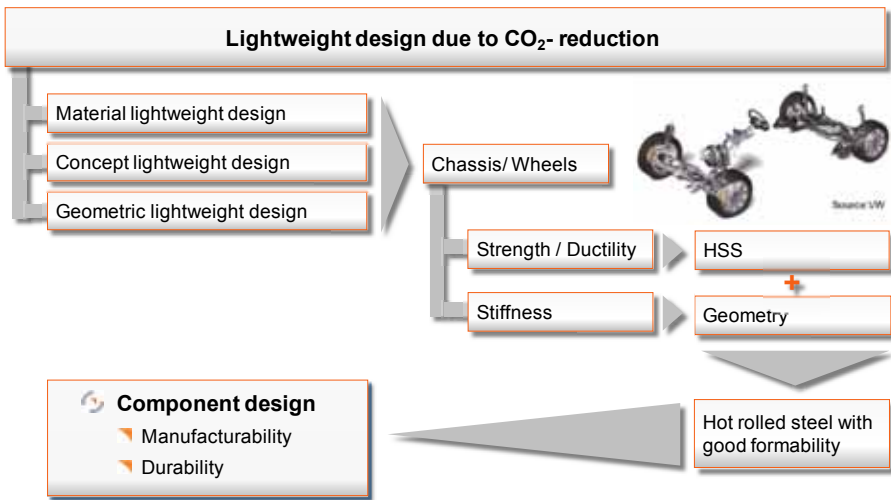 Lightweight design due to CO₂- reduction
Material lightweight design
Concept lightweight design
Geometric lightweight design
Chassis/ Wheels
Source VW
Strength / Ductility
HSS
+
Stiffness
Geometry
Component design
Manufacturability
Durability
Hot rolled steel with
good formability